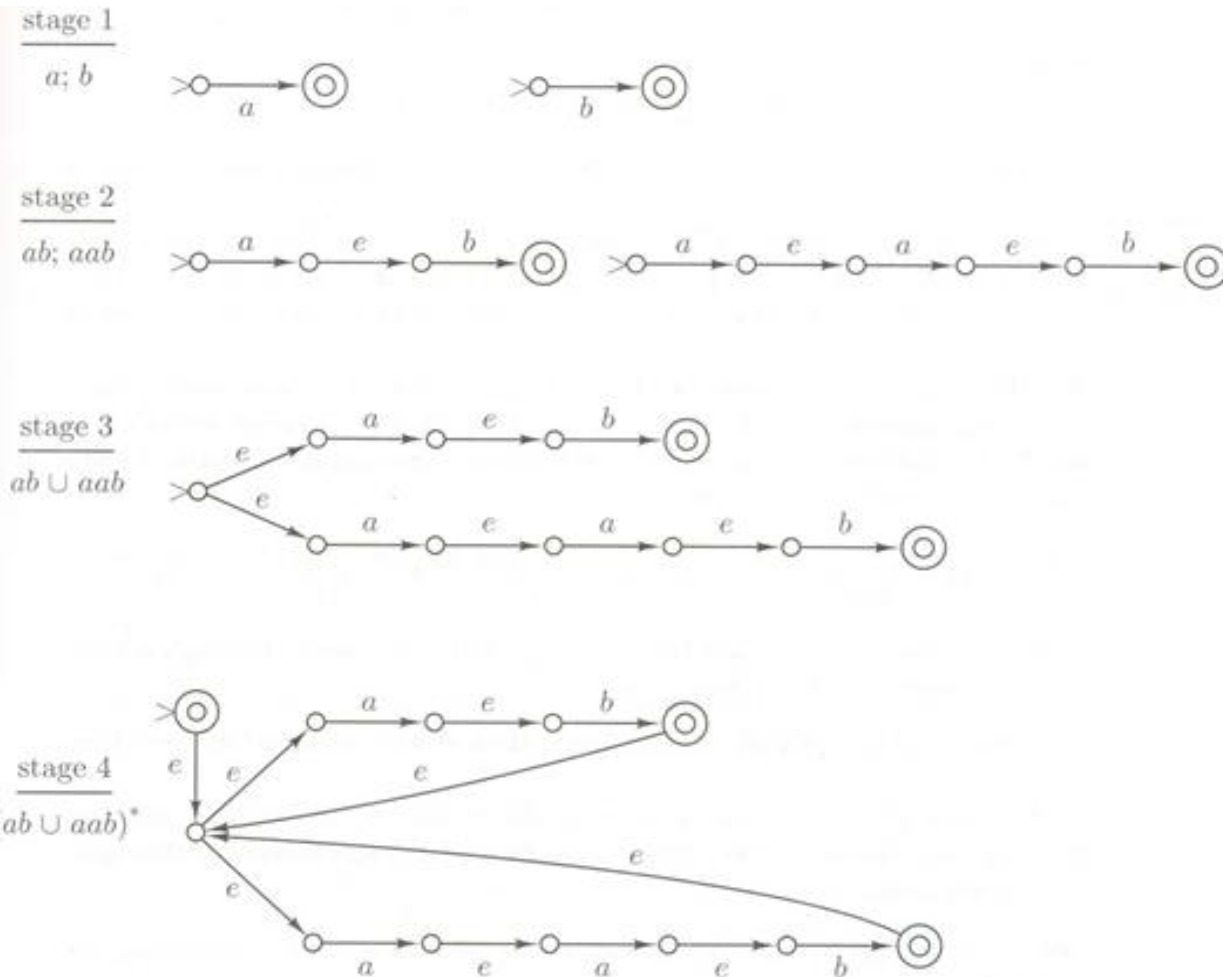 stage 1
a; b
a
b
stage 2
ab; aab
a e b
a e a e b
stage 3
ab ∪ aab
e
a e b
e
a e a e b
stage 4
(ab ∪ aab)*
e
e
a e b
e
e
e
a e a e b